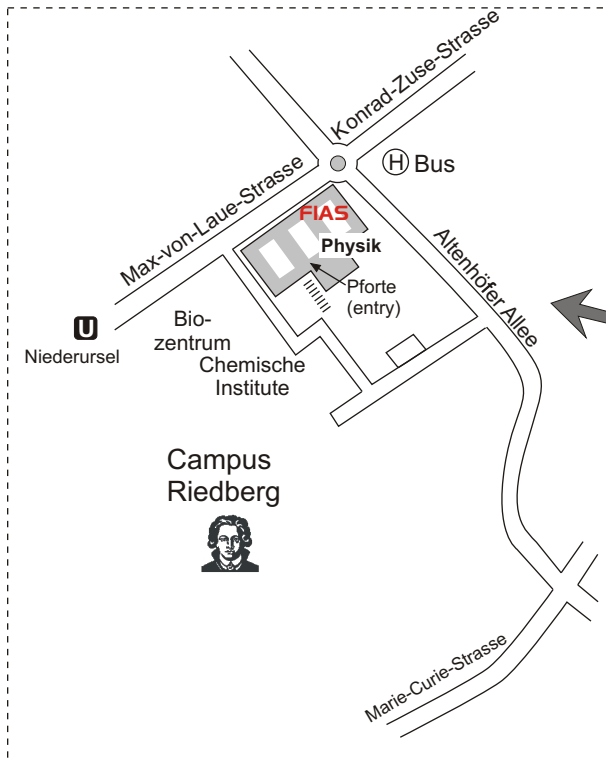 Konrad-Zuse-Strasse
H Bus
Max-von-Laue-Strasse
FIAS
Physik
Altenhöfer Allee
Pforte
(entry)
U
Niederursel
Bio-
zentrum
Chemische
Institute
Campus
Riedberg
Marie-Curie-Strasse